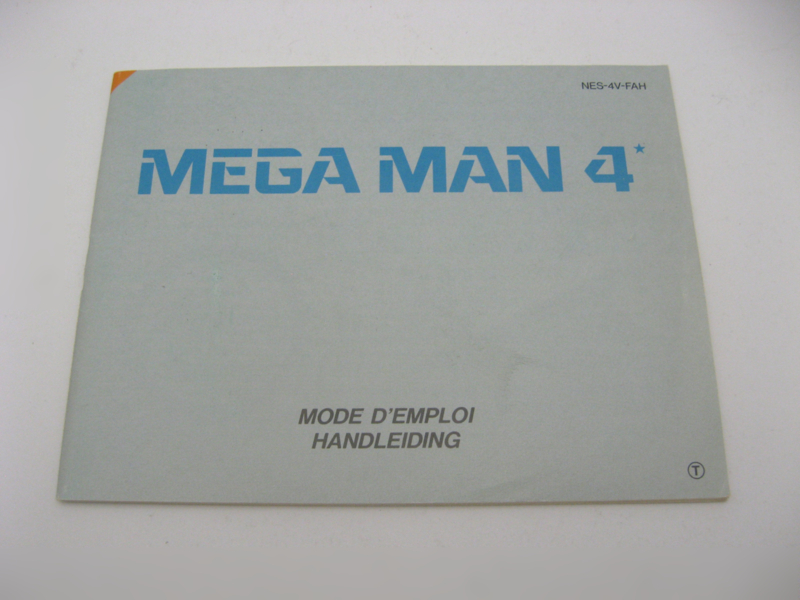 NES-4V-FAH
MEGA MAN 4★
MODE D'EMPLOI
HANDLEIDING
T